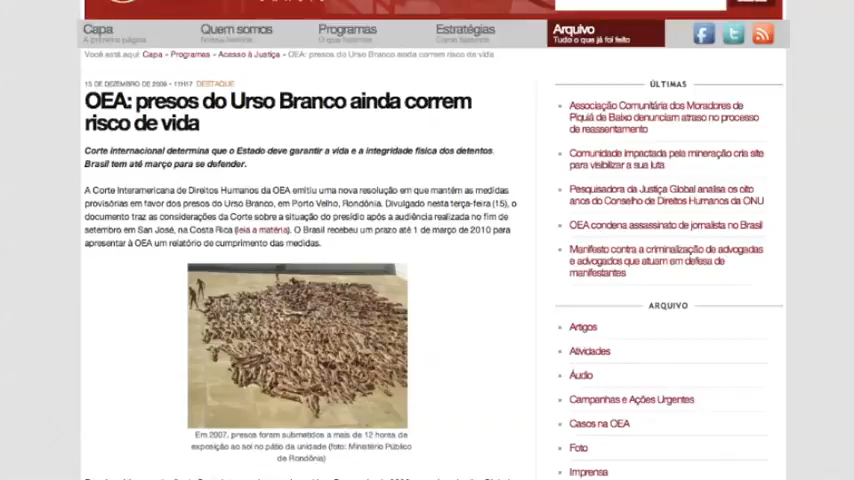 Capa
A primeira página
Quem somos
Nossa história
Programas
O que fazemos
Estratégias
Como fazemos
Arquivo
Tudo o que já foi feito
Você está aqui: Capa » Programas » Acesso à Justiça » OEA: presos do Urso Branco ainda correm risco de vida
15 DE DEZEMBRO DE 2009 • 11H17 DESTAQUE
OEA: presos do Urso Branco ainda correm
risco de vida
Corte internacional determina que o Estado deve garantir a vida e a integridade física dos detentos.
Brasil tem até março para se defender.
A Corte Interamericana de Direitos Humanos da OEA emitiu uma nova resolução em que mantém as medidas
provisórias em favor dos presos do Urso Branco, em Porto Velho, Rondônia. Divulgado nesta terça-feira (15), o
documento traz as considerações da Corte sobre a situação do presídio após a audiência realizada no fim de
setembro em San José, na Costa Rica (leia a matéria). O Brasil recebeu um prazo até 1 de março de 2010 para
apresentar à OEA um relatório de cumprimento das medidas.
Em 2007, presos foram submetidos a mais de 12 horas de
exposição ao sol no pátio da unidade (foto: Ministério Público
de Rondônia)
ÚLTIMAS
Associação Comunitária dos Moradores de
Piquiá de Baixo denunciam atraso no processo
de reassentamento
Comunidade impactada pela mineração cria site
para visibilizar a sua luta
Pesquisadora da Justiça Global analisa os oito
anos do Conselho de Direitos Humanos da ONU
OEA condena assassinato de jornalista no Brasil
Manifesto contra a criminalização de advogadas
e advogados que atuam em defesa de
manifestantes
ARQUIVO
Artigos
Atividades
Áudio
Campanhas e Ações Urgentes
Casos na OEA
Foto
Imprensa